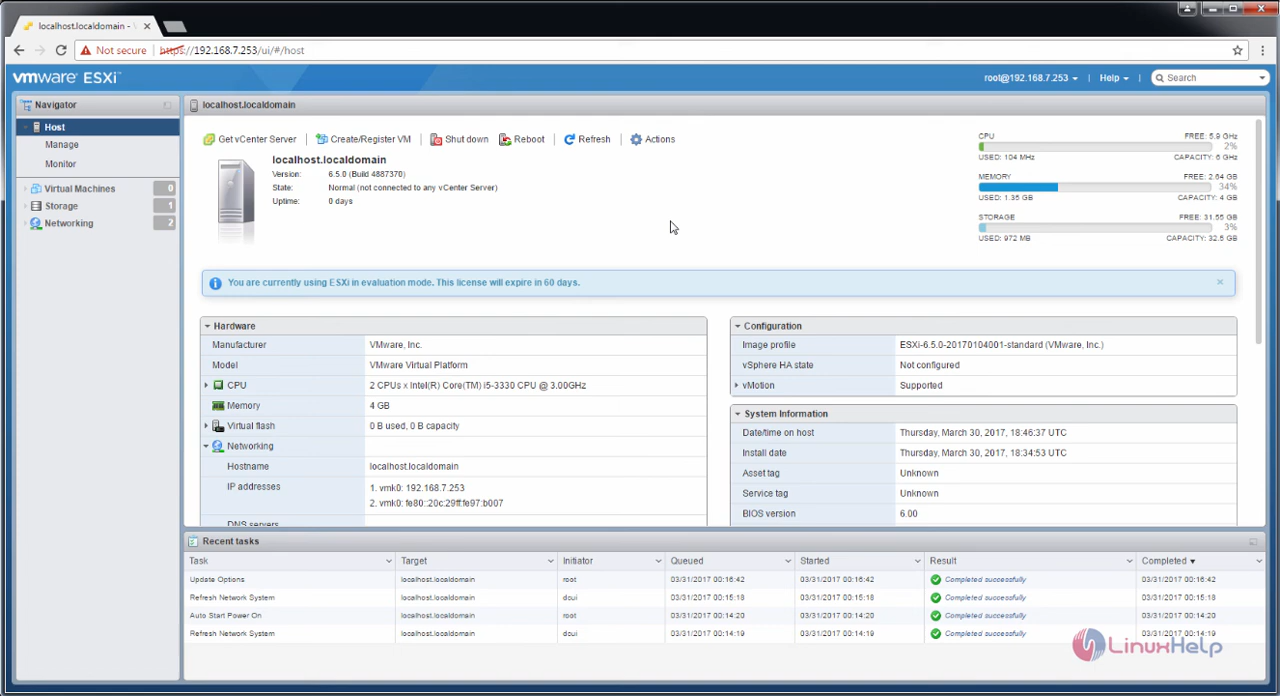 localhost.localdomain -
Not secure
https://192.168.7.253/ui/#/host
vmware ESXi™
root@192.168.7.253
Help
Search
Navigator
localhost.localdomain
Host
Manage
Monitor
Virtual Machines 0
Storage 1
Networking 2
Get vCenter Server
Create/Register VM
Shut down
Reboot
Refresh
Actions
localhost.localdomain
Version: 6.5.0 (Build 4887370)
State: Normal (not connected to any vCenter Server)
Uptime: 0 days
CPU FREE: 5.9 GHz
2%
USED: 104 MHz CAPACITY: 6 GHz
MEMORY FREE: 2.64 GB
34%
USED: 1.35 GB CAPACITY: 4 GB
STORAGE FREE: 31.55 GB
3%
USED: 972 MB CAPACITY: 32.5 GB
You are currently using ESXi in evaluation mode. This license will expire in 60 days.
Hardware
Manufacturer VMware, Inc.
Model VMware Virtual Platform
CPU 2 CPUs x Intel(R) Core(TM) i5-3330 CPU @ 3.00GHz
Memory 4 GB
Virtual flash 0 B used, 0 B capacity
Networking
Hostname localhost.localdomain
IP addresses 1. vmk0: 192.168.7.253
2. vmk0: fe80::20c:29ff:fe97:b007
DNS servers
Configuration
Image profile ESXi-6.5.0-20170104001-standard (VMware, Inc.)
vSphere HA state Not configured
vMotion Supported
System Information
Date/time on host Thursday, March 30, 2017, 18:46:37 UTC
Install date Thursday, March 30, 2017, 18:34:53 UTC
Asset tag Unknown
Service tag Unknown
BIOS version 6.00
Recent tasks
Task Target Initiator Queued Started Result Completed
Update Options localhost.localdomain root 03/31/2017 00:16:42 03/31/2017 00:16:42 Completed successfully 03/31/2017 00:16:42
Refresh Network System localhost.localdomain dcui 03/31/2017 00:15:18 03/31/2017 00:15:18 Completed successfully 03/31/2017 00:15:18
Auto Start Power On localhost.localdomain root 03/31/2017 00:14:20 03/31/2017 00:14:20 Completed successfully 03/31/2017 00:14:20
Refresh Network System localhost.localdomain dcui 03/31/2017 00:14:19 03/31/2017 00:14:19 Completed successfully 03/31/2017 00:14:19
LinuxHelp